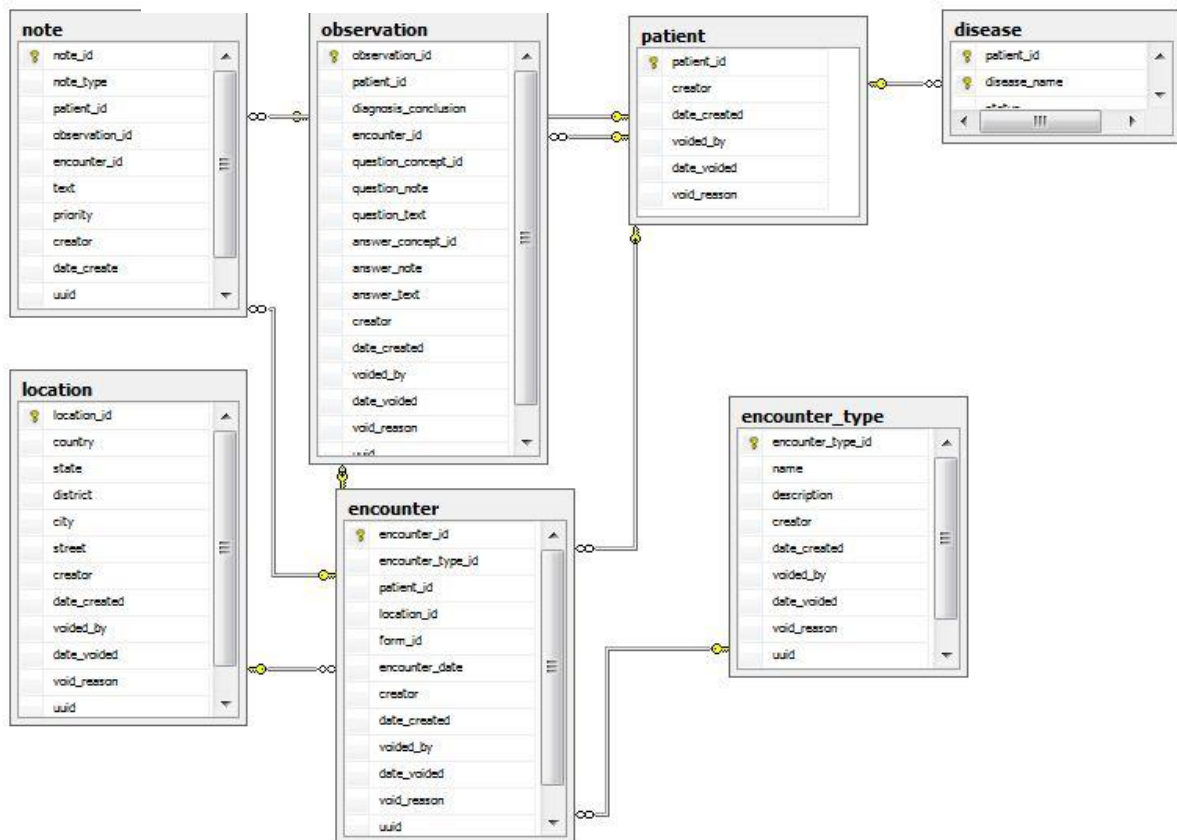 note
note_id
note_type
patient_id
observation_id
encounter_id
text
priority
creator
date_create
uuid
observation
observation_id
patient_id
diagnosis_conclusion
encounter_id
question_concept_id
question_note
question_text
answer_concept_id
answer_note
answer_text
creator
date_created
voided_by
date_voided
void_reason
uuid
patient
patient_id
creator
date_created
voided_by
date_voided
void_reason
disease
patient_id
disease_name
status
location
location_id
country
state
district
city
street
creator
date_created
voided_by
date_voided
void_reason
uuid
encounter
encounter_id
encounter_type_id
patient_id
location_id
form_id
encounter_date
creator
date_created
voided_by
date_voided
void_reason
uuid
encounter_type
encounter_type_id
name
description
creator
date_created
voided_by
date_voided
void_reason
uuid